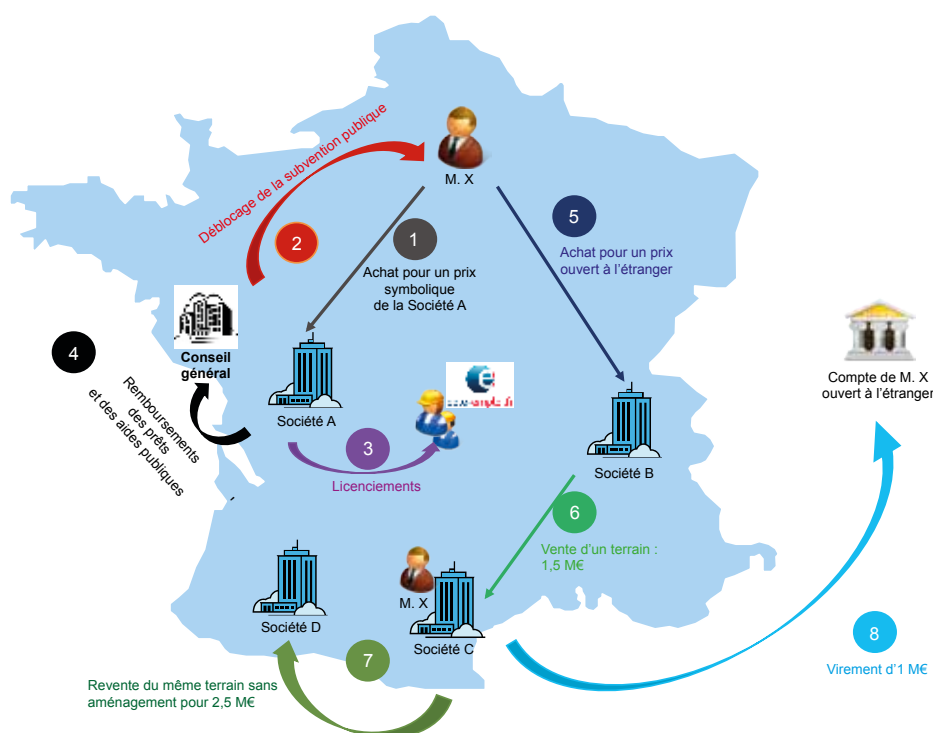 M. X
Déblocage de la subvention publique
2
1
Achat pour un prix
symbolique
de la Société A
5
Achat pour un prix
ouvert à l'étranger
Conseil
général
4
Remboursements
des prêts
et des aides publiques
Société A
3
Licenciements
Société B
Compte de M. X
ouvert à l'étranger
6
Vente d'un terrain :
1,5 M€
M. X
Société D
Société C
7
Revente du même terrain sans
aménagement pour 2,5 M€
8
Virement d'1 M€